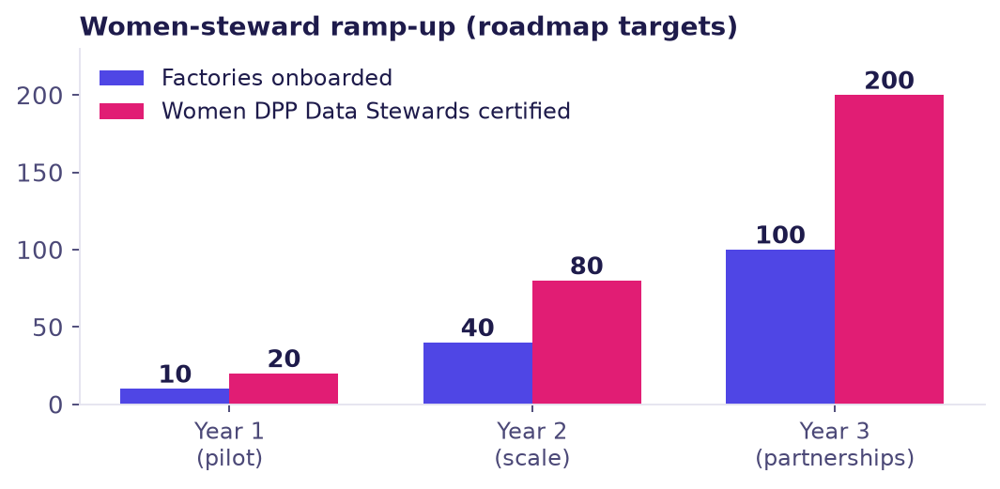 Women-steward ramp-up (roadmap targets)
Factories onboarded
Women DPP Data Stewards certified
200
150
100
50
0
10
20
40
80
100
200
Year 1
(pilot)
Year 2
(scale)
Year 3
(partnerships)